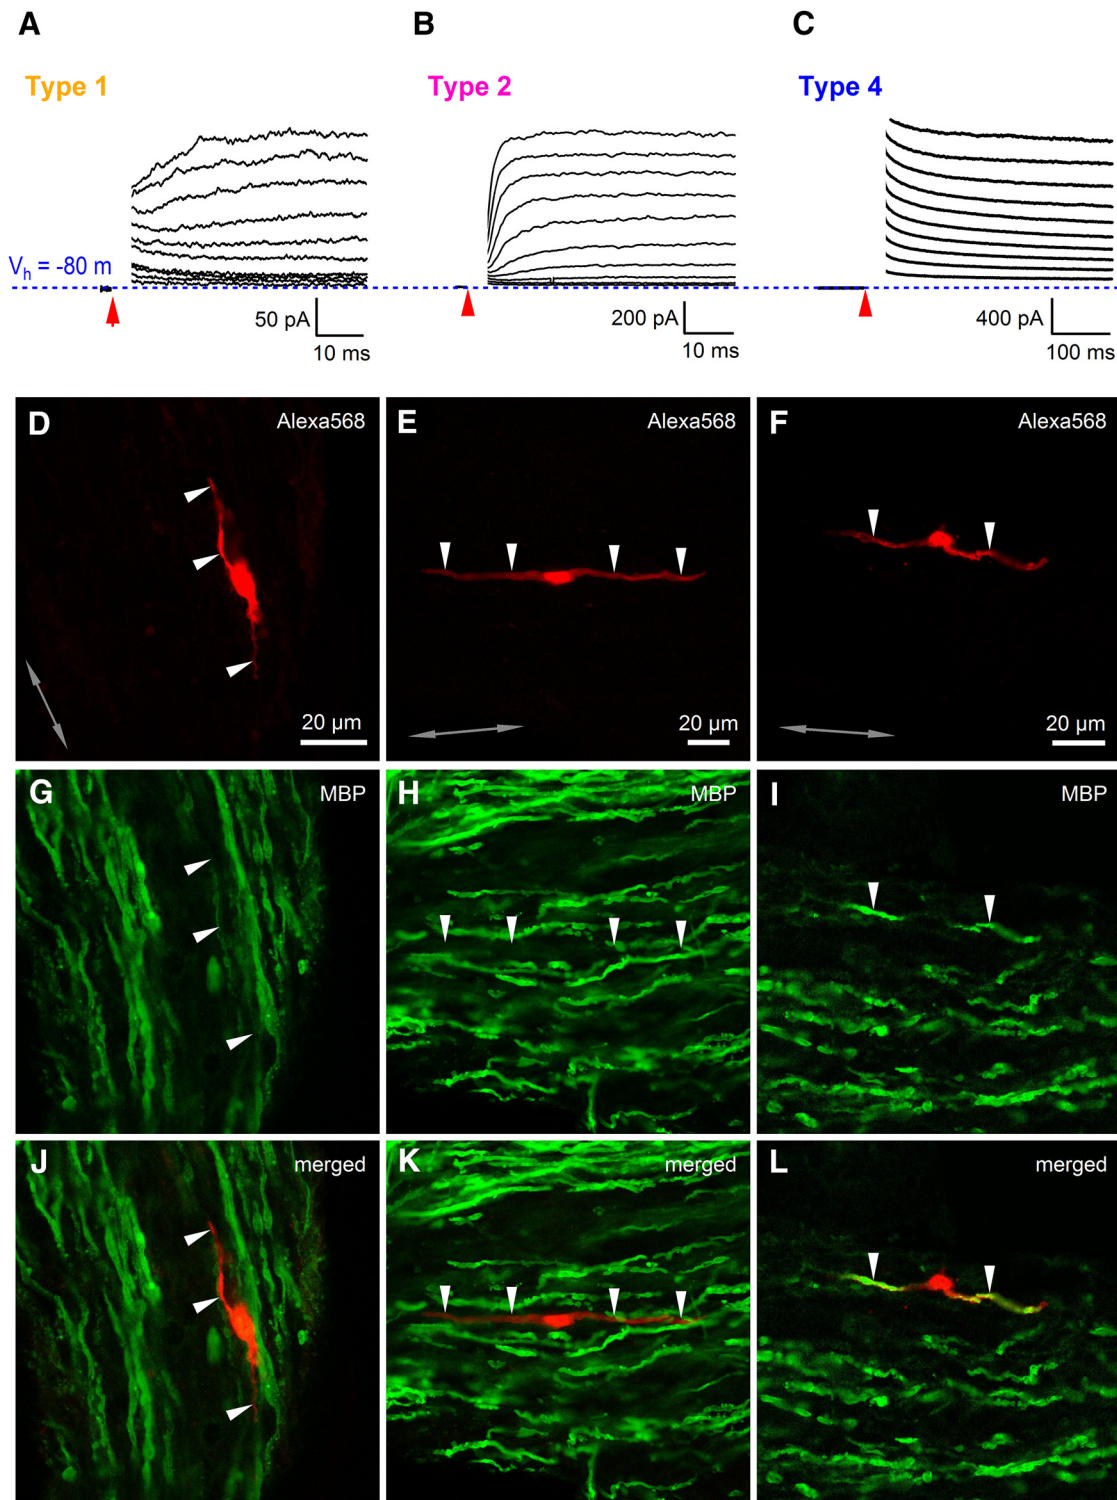 A
B
C
Type 1
Type 2
Type 4
Vh = -80 m
50 pA
10 ms
200 pA
10 ms
400 pA
100 ms
D
Alexa568
E
Alexa568
F
Alexa568
20 µm
20 µm
20 µm
G
MBP
H
MBP
I
MBP
J
merged
K
merged
L
merged